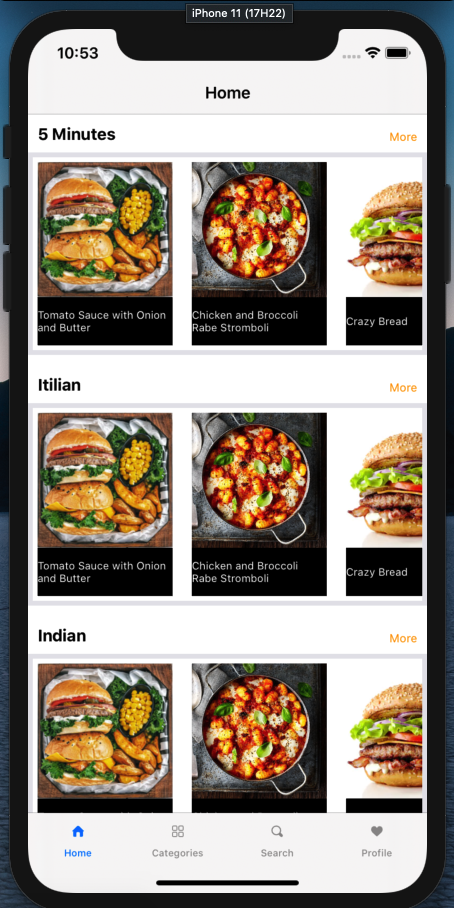 iPhone 11 (17H22)
10:53
Home
5 Minutes
More
Tomato Sauce with Onion
and Butter
Chicken and Broccoli
Rabe Stromboli
Crazy Bread
Itilian
More
Tomato Sauce with Onion
and Butter
Chicken and Broccoli
Rabe Stromboli
Crazy Bread
Indian
More
Home
Categories
Search
Profile